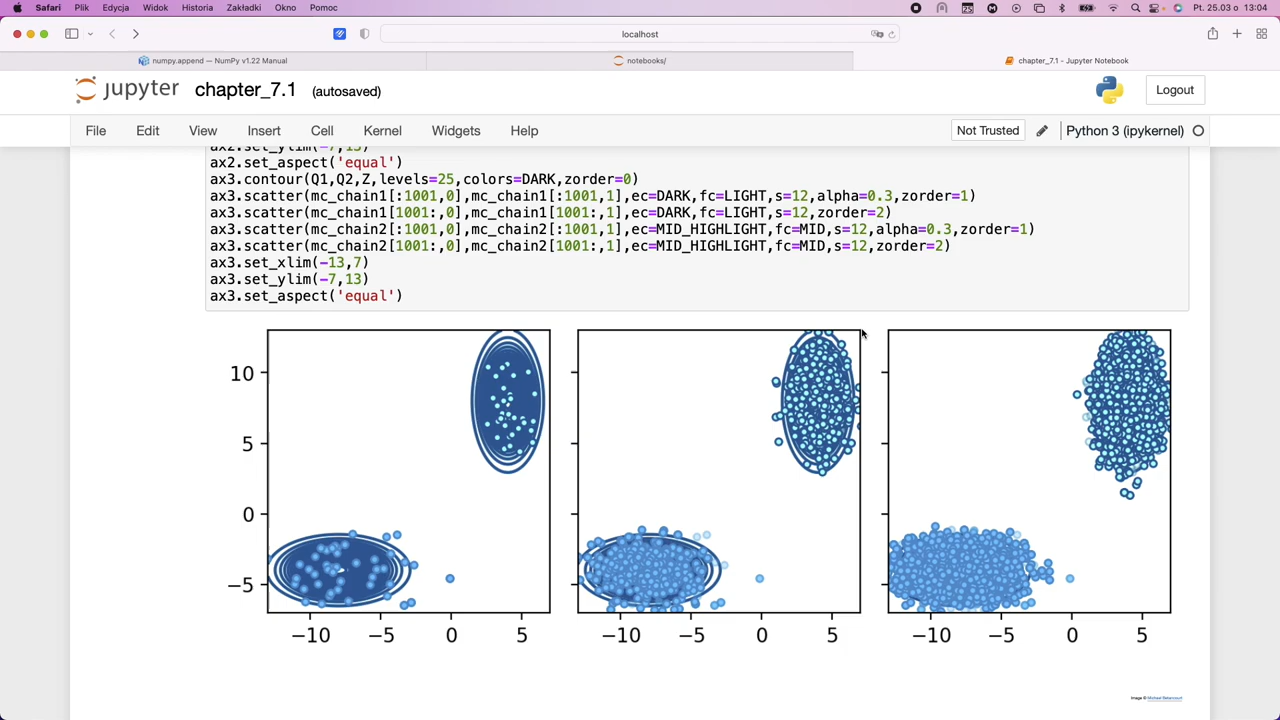 Safari Plik Edycja Widok Historia Zakładki Okno Pomoc Pt. 25.03 o 13:04
localhost
numpy.append — NumPy v1.22 Manual notebooks/ chapter_7.1 - Jupyter Notebook
jupyter chapter_7.1 (autosaved) Logout
File Edit View Insert Cell Kernel Widgets Help Not Trusted Python 3 (ipykernel)
ax2.set_ylim(-7,13)
ax2.set_aspect('equal')
ax3.contour(Q1,Q2,Z,levels=25,colors=DARK,zorder=0)
ax3.scatter(mc_chain1[:1001,0],mc_chain1[:1001,1],ec=DARK,fc=LIGHT,s=12,alpha=0.3,zorder=1)
ax3.scatter(mc_chain1[1001:,0],mc_chain1[1001:,1],ec=DARK,fc=LIGHT,s=12,zorder=2)
ax3.scatter(mc_chain2[:1001,0],mc_chain2[:1001,1],ec=MID_HIGHLIGHT,fc=MID,s=12,alpha=0.3,zorder=1)
ax3.scatter(mc_chain2[1001:,0],mc_chain2[1001:,1],ec=MID_HIGHLIGHT,fc=MID,s=12,zorder=2)
ax3.set_xlim(-13,7)
ax3.set_ylim(-7,13)
ax3.set_aspect('equal')
10
5
0
−5
−10 −5 0 5 −10 −5 0 5 −10 −5 0 5
Image © Michael Betancourt